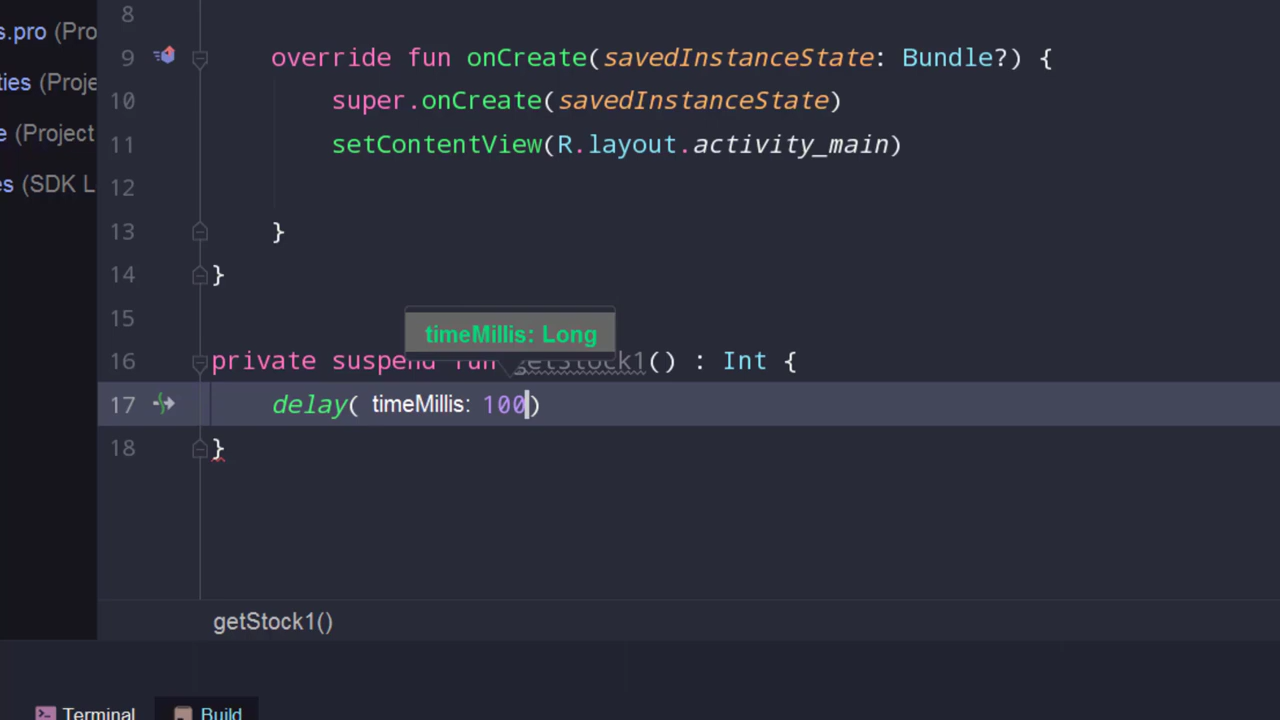 8
s.pro (Pro
9 override fun onCreate(savedInstanceState: Bundle?) {
ties (Proje
10 super.onCreate(savedInstanceState)
e (Project
11 setContentView(R.layout.activity_main)
es (SDK L
12
13 }
14 }
15
timeMillis: Long
16 private suspend fun getStock1() : Int {
17 delay( timeMillis: 100)
18 }
getStock1()
Terminal Build